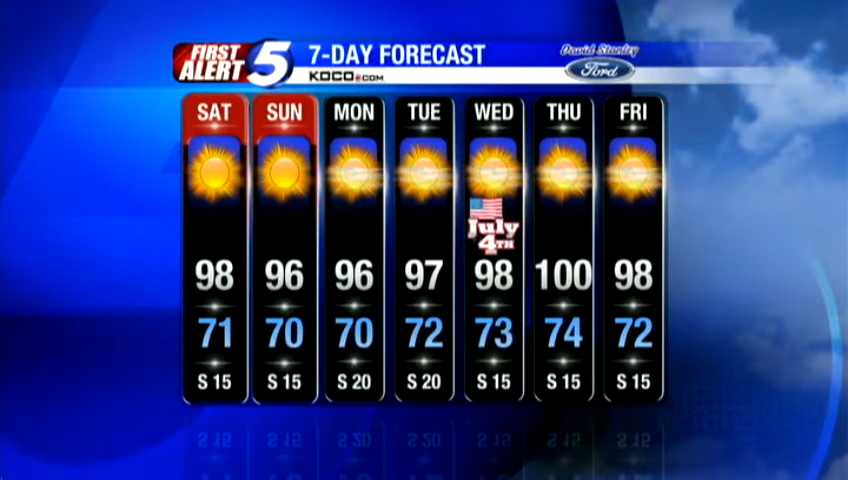 FIRST ALERT 5
7-DAY FORECAST
KOCO.COM
David Stanley
Ford
SAT SUN MON TUE WED THU FRI
July
4TH
98 96 96 97 98 100 98
71 70 70 72 73 74 72
S 15 S 15 S 20 S 20 S 15 S 15 S 15